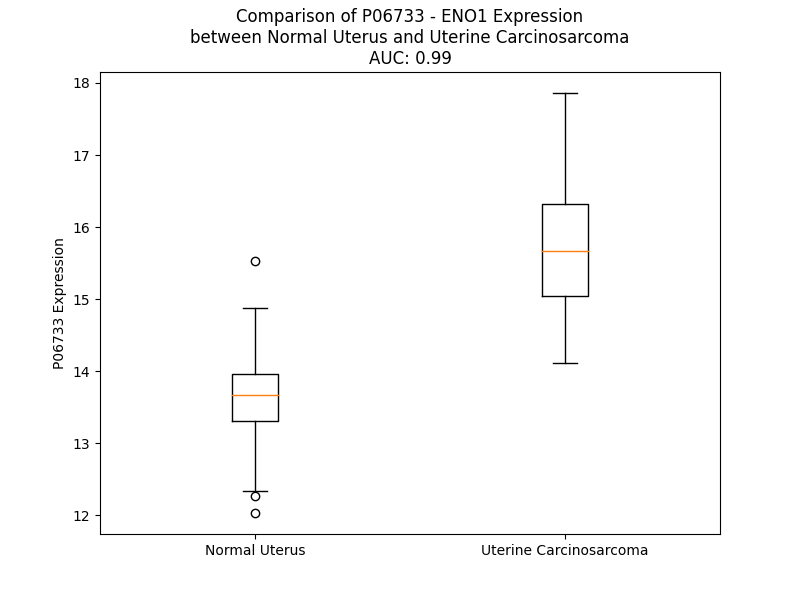 Comparison of P06733 - ENO1 Expression
between Normal Uterus and Uterine Carcinosarcoma
AUC: 0.99
18
17
16
15
14
13
12
P06733 Expression
Normal Uterus
Uterine Carcinosarcoma